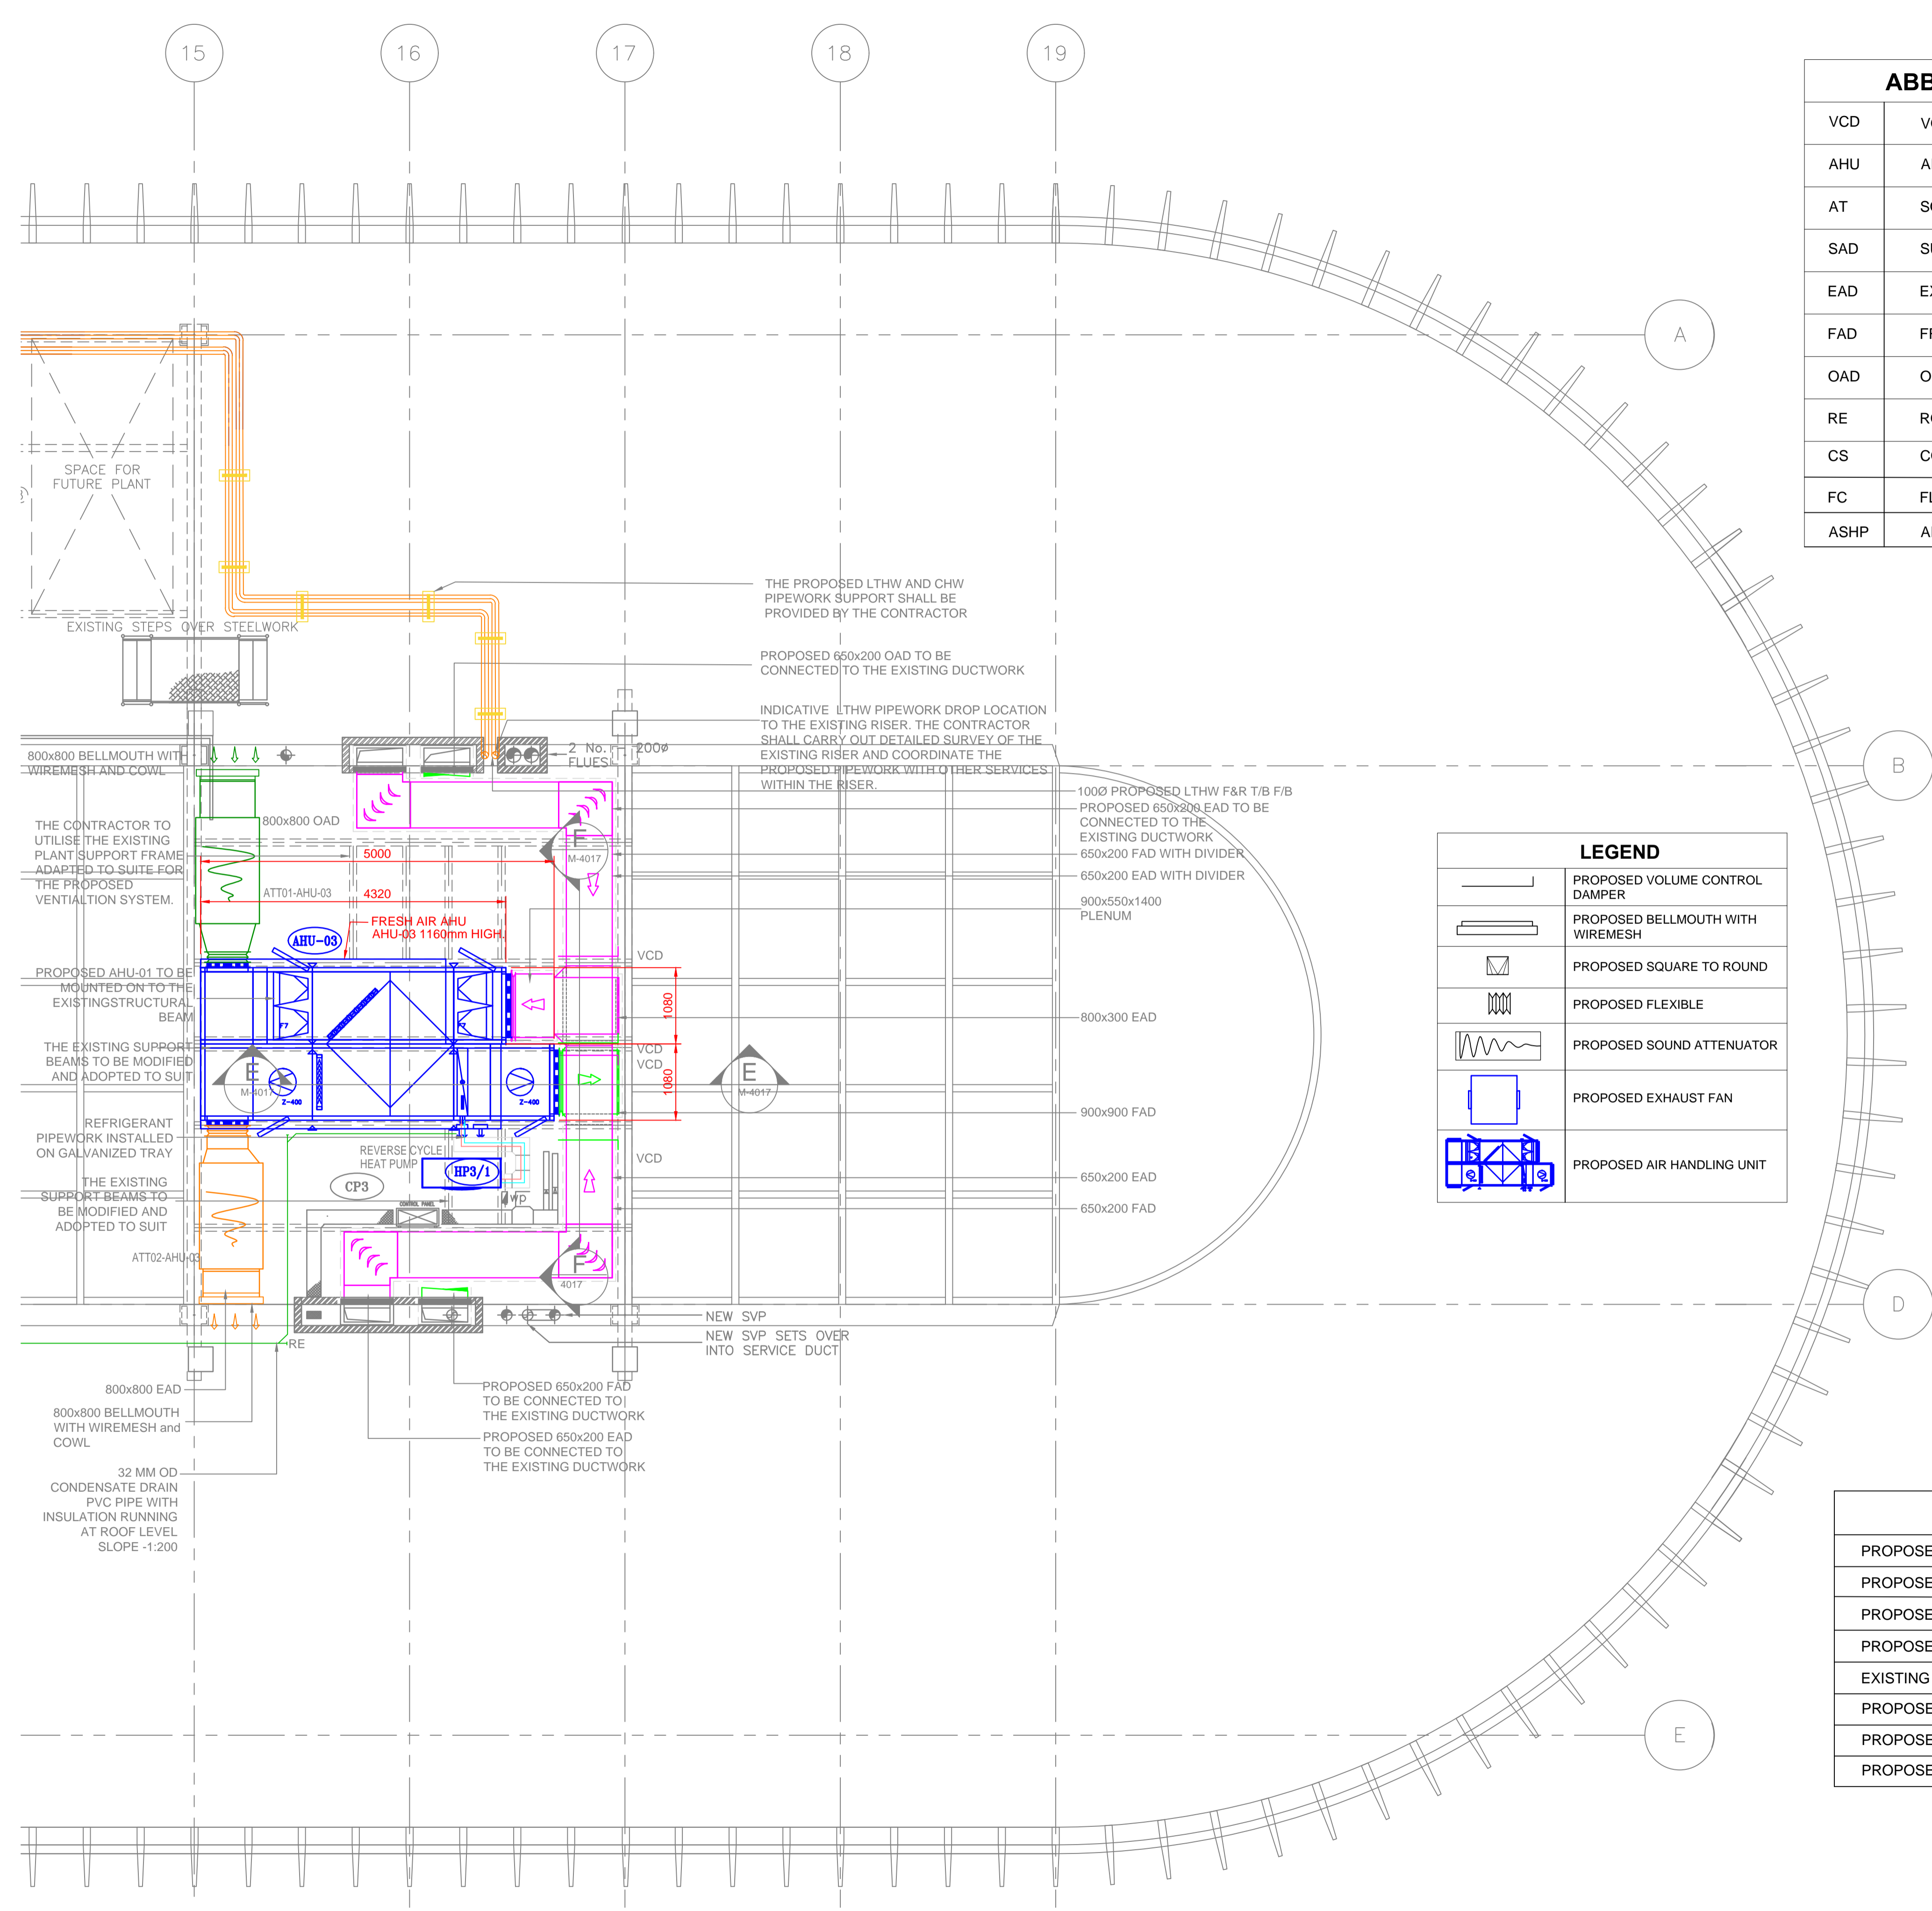 15
16
17
18
19
A
B
D
E
VCD
AHU
AT
SAD
EAD
FAD
OAD
RE
CS
FC
ASHP
SPACE FOR
FUTURE PLANT
EXISTING STEPS OVER STEELWORK
THE PROPOSED LTHW AND CHW
PIPEWORK SUPPORT SHALL BE
PROVIDED BY THE CONTRACTOR
PROPOSED 650x200 OAD TO BE
CONNECTED TO THE EXISTING DUCTWORK
INDICATIVE LTHW PIPEWORK DROP LOCATION
TO THE EXISTING RISER. THE CONTRACTOR
SHALL CARRY OUT DETAILED SURVEY OF THE
EXISTING RISER AND COORDINATE THE
PROPOSED PIPEWORK WITH OTHER SERVICES
WITHIN THE RISER.
2 No. - 200ø
FLUES
800x800 BELLMOUTH WITH
WIREMESH AND COWL
100Ø PROPOSED LTHW F&R T/B F/B
PROPOSED 650x200 EAD TO BE
CONNECTED TO THE
EXISTING DUCTWORK
650x200 FAD WITH DIVIDER
650x200 EAD WITH DIVIDER
900x550x1400
PLENUM
THE CONTRACTOR TO
UTILISE THE EXISTING
PLANT SUPPORT FRAME
ADAPTED TO SUITE FOR
THE PROPOSED
VENTIALTION SYSTEM.
800x800 OAD
5000
ATT01-AHU-03
4320
FRESH AIR AHU
AHU-03 1160mm HIGH.
AHU-03
F
M-4017
VCD
PROPOSED AHU-01 TO BE
MOUNTED ON TO THE
EXISTINGSTRUCTURAL
BEAM
F7
F7
1080
800x300 EAD
THE EXISTING SUPPORT
BEAMS TO BE MODIFIED
AND ADOPTED TO SUIT
VCD
VCD
E
M-4017
E
M-4017
Z-400
Z-400
1080
900x900 FAD
REFRIGERANT
PIPEWORK INSTALLED
ON GALVANIZED TRAY
REVERSE CYCLE
HEAT PUMP
HP3/1
CP3
VCD
650x200 EAD
THE EXISTING
SUPPORT BEAMS TO
BE MODIFIED AND
ADOPTED TO SUIT
wp
CONTROL PANEL
650x200 FAD
ATT02-AHU-03
F
4017
NEW SVP
NEW SVP SETS OVER
INTO SERVICE DUCT
RE
800x800 EAD
800x800 BELLMOUTH
WITH WIREMESH and
COWL
PROPOSED 650x200 FAD
TO BE CONNECTED TO
THE EXISTING DUCTWORK
PROPOSED 650x200 EAD
TO BE CONNECTED TO
THE EXISTING DUCTWORK
32 MM OD
CONDENSATE DRAIN
PVC PIPE WITH
INSULATION RUNNING
AT ROOF LEVEL
SLOPE -1:200
LEGEND
PROPOSED VOLUME CONTROL
DAMPER
PROPOSED BELLMOUTH WITH
WIREMESH
PROPOSED SQUARE TO ROUND
PROPOSED FLEXIBLE
PROPOSED SOUND ATTENUATOR
PROPOSED EXHAUST FAN
PROPOSED AIR HANDLING UNIT
EXISTING